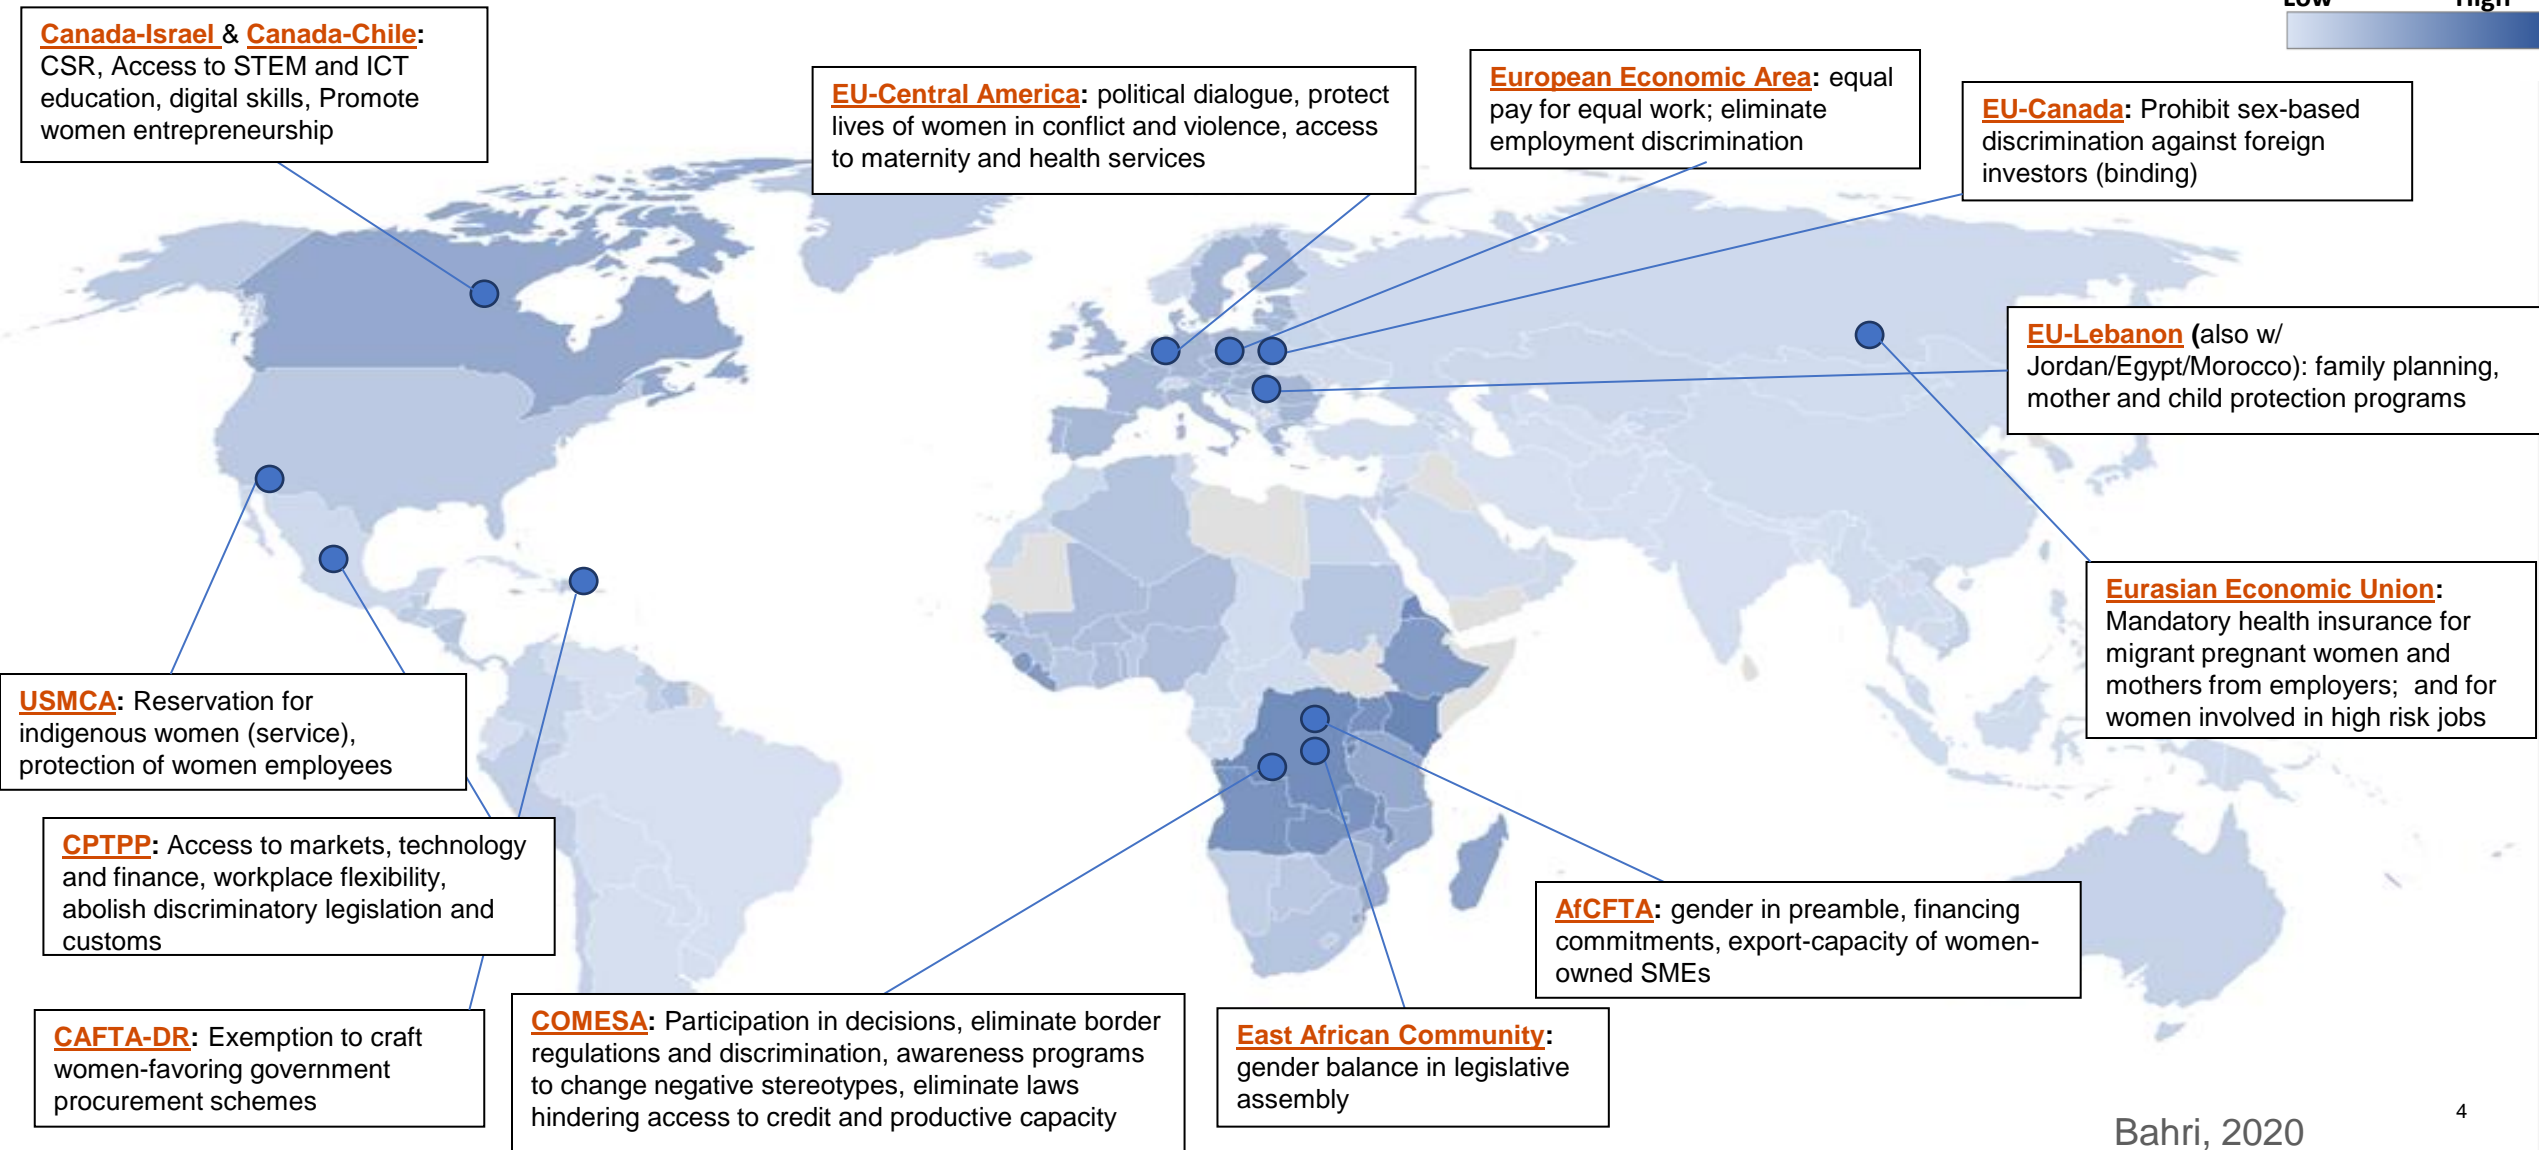 Low High
Canada-Israel & Canada-Chile:
CSR, Access to STEM and ICT
education, digital skills, Promote
women entrepreneurship
EU-Central America: political dialogue, protect
lives of women in conflict and violence, access
to maternity and health services
European Economic Area: equal
pay for equal work; eliminate
employment discrimination
EU-Canada: Prohibit sex-based
discrimination against foreign
investors (binding)
EU-Lebanon (also w/
Jordan/Egypt/Morocco): family planning,
mother and child protection programs
Eurasian Economic Union:
Mandatory health insurance for
migrant pregnant women and
mothers from employers; and for
women involved in high risk jobs
USMCA: Reservation for
indigenous women (service),
protection of women employees
CPTPP: Access to markets, technology
and finance, workplace flexibility,
abolish discriminatory legislation and
customs
AfCFTA: gender in preamble, financing
commitments, export-capacity of women-
owned SMEs
CAFTA-DR: Exemption to craft
women-favoring government
procurement schemes
COMESA: Participation in decisions, eliminate border
regulations and discrimination, awareness programs
to change negative stereotypes, eliminate laws
hindering access to credit and productive capacity
East African Community:
gender balance in legislative
assembly
Bahri, 2020
4